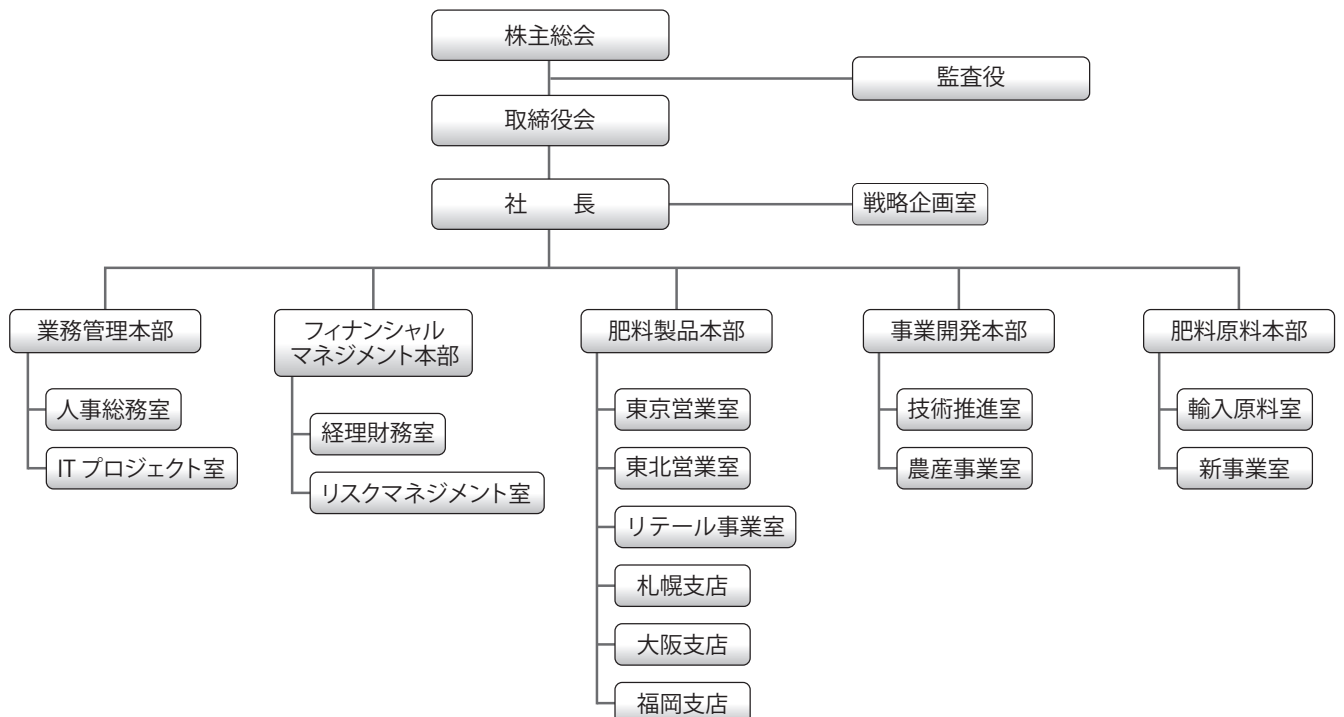 株主総会
監査役
取締役会
社　長
戦略企画室
業務管理本部
フィナンシャル
マネジメント本部
肥料製品本部
事業開発本部
肥料原料本部
人事総務室
IT プロジェクト室
経理財務室
リスクマネジメント室
東京営業室
東北営業室
リテール事業室
札幌支店
大阪支店
福岡支店
技術推進室
農産事業室
輸入原料室
新事業室